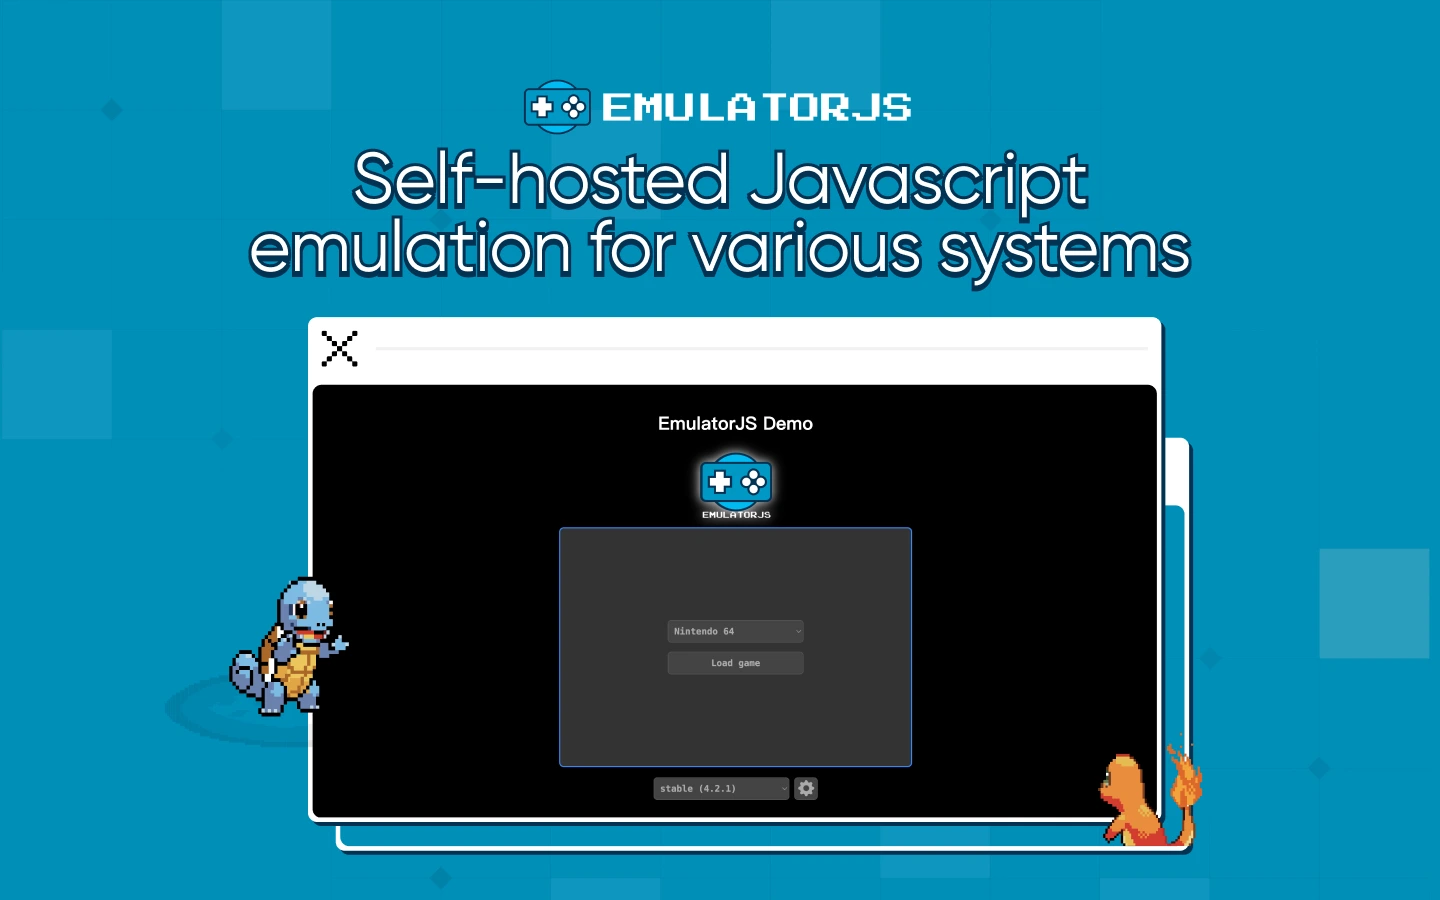 EMULATORJS
Self-hosted Javascript
emulation for various systems
EmulatorJS Demo
EMULATORJS
Nintendo 64
Load game
stable (4.2.1)